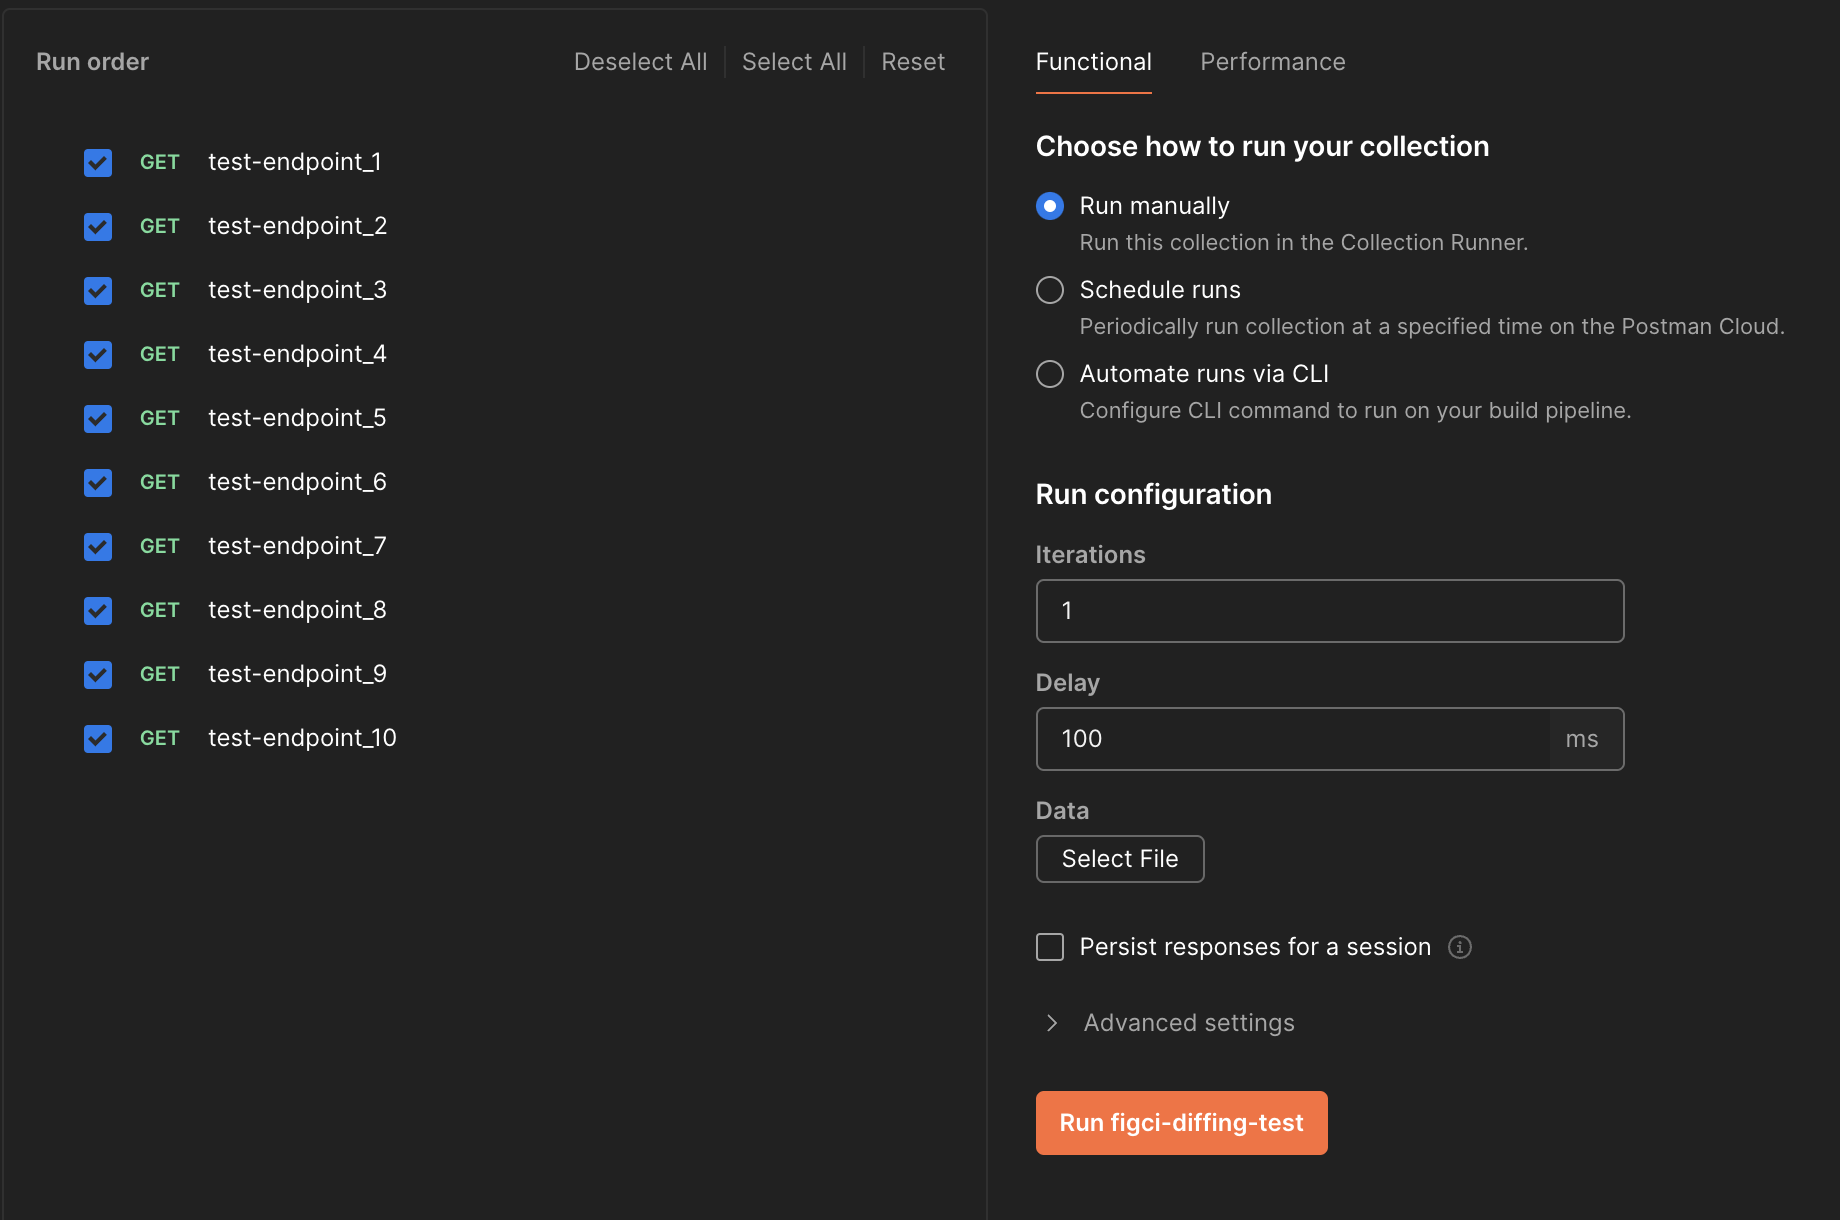 Run order
Deselect All
Select All
Reset
GET test-endpoint_1
GET test-endpoint_2
GET test-endpoint_3
GET test-endpoint_4
GET test-endpoint_5
GET test-endpoint_6
GET test-endpoint_7
GET test-endpoint_8
GET test-endpoint_9
GET test-endpoint_10
Functional
Performance
Choose how to run your collection
Run manually
Run this collection in the Collection Runner.
Schedule runs
Periodically run collection at a specified time on the Postman Cloud.
Automate runs via CLI
Configure CLI command to run on your build pipeline.
Run configuration
Iterations
1
Delay
100 ms
Data
Select File
Persist responses for a session
Advanced settings
Run figci-diffing-test